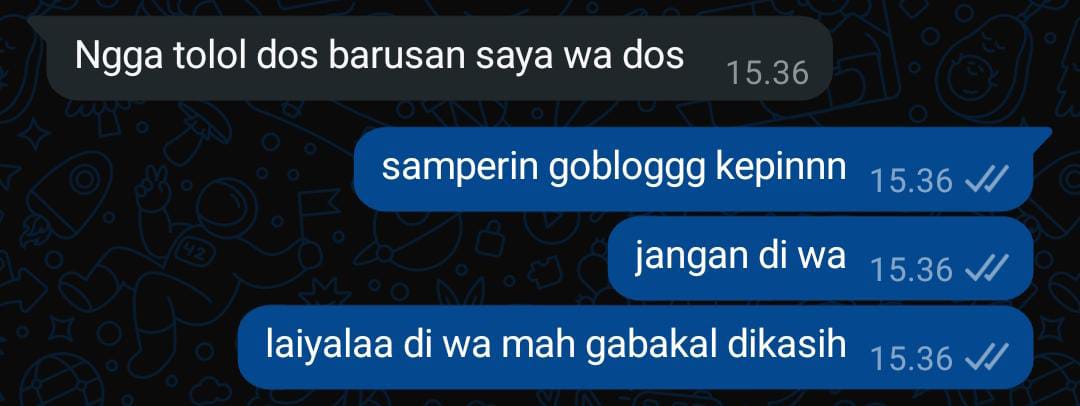 Ngga tolol dos barusan saya wa dos
15.36
samperin gobloggg kepinnn
15.36
jangan di wa
15.36
laiyalaa di wa mah gabakal dikasih
15.36
42